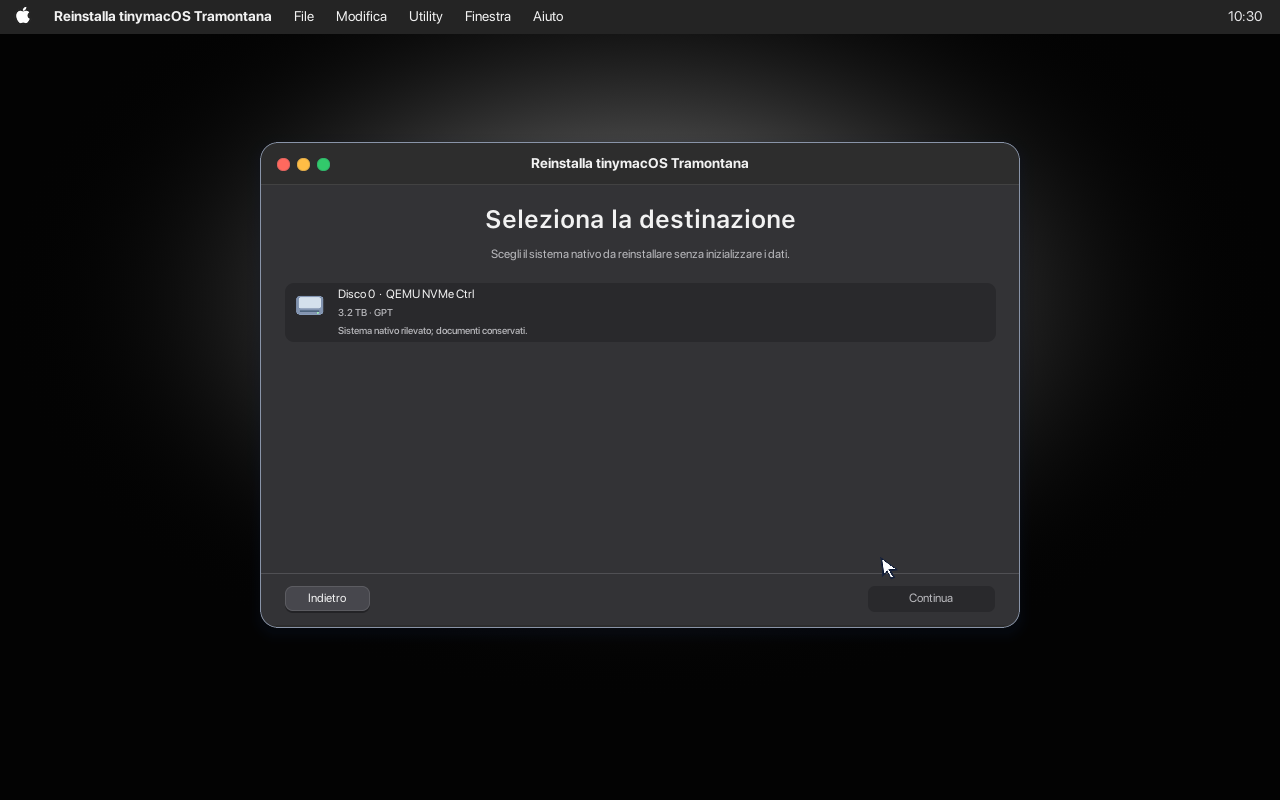 Reinstalla tinymacOS Tramontana File Modifica Utility Finestra Aiuto 10:30
Reinstalla tinymacOS Tramontana
Seleziona la destinazione
Scegli il sistema nativo da reinstallare senza inizializzare i dati.
Disco 0 · QEMU NVMe Ctrl
3.2 TB · GPT
Sistema nativo rilevato; documenti conservati.
Indietro Continua